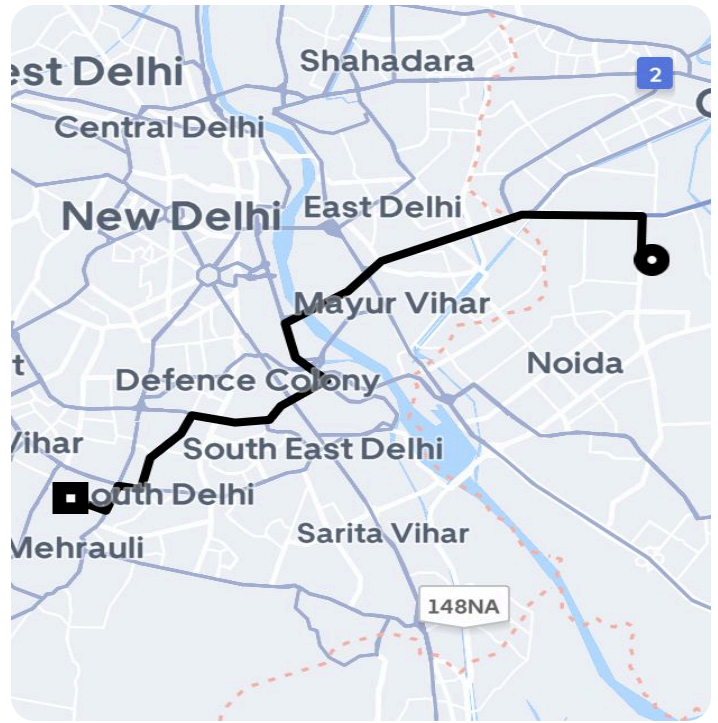 Shahadara
est Delhi
2
Central Delhi
East Delhi
New Delhi
Mayur Vihar
Noida
t
Defence Colony
Vihar
South East Delhi
outh Delhi
Sarita Vihar
Mehrauli
148NA